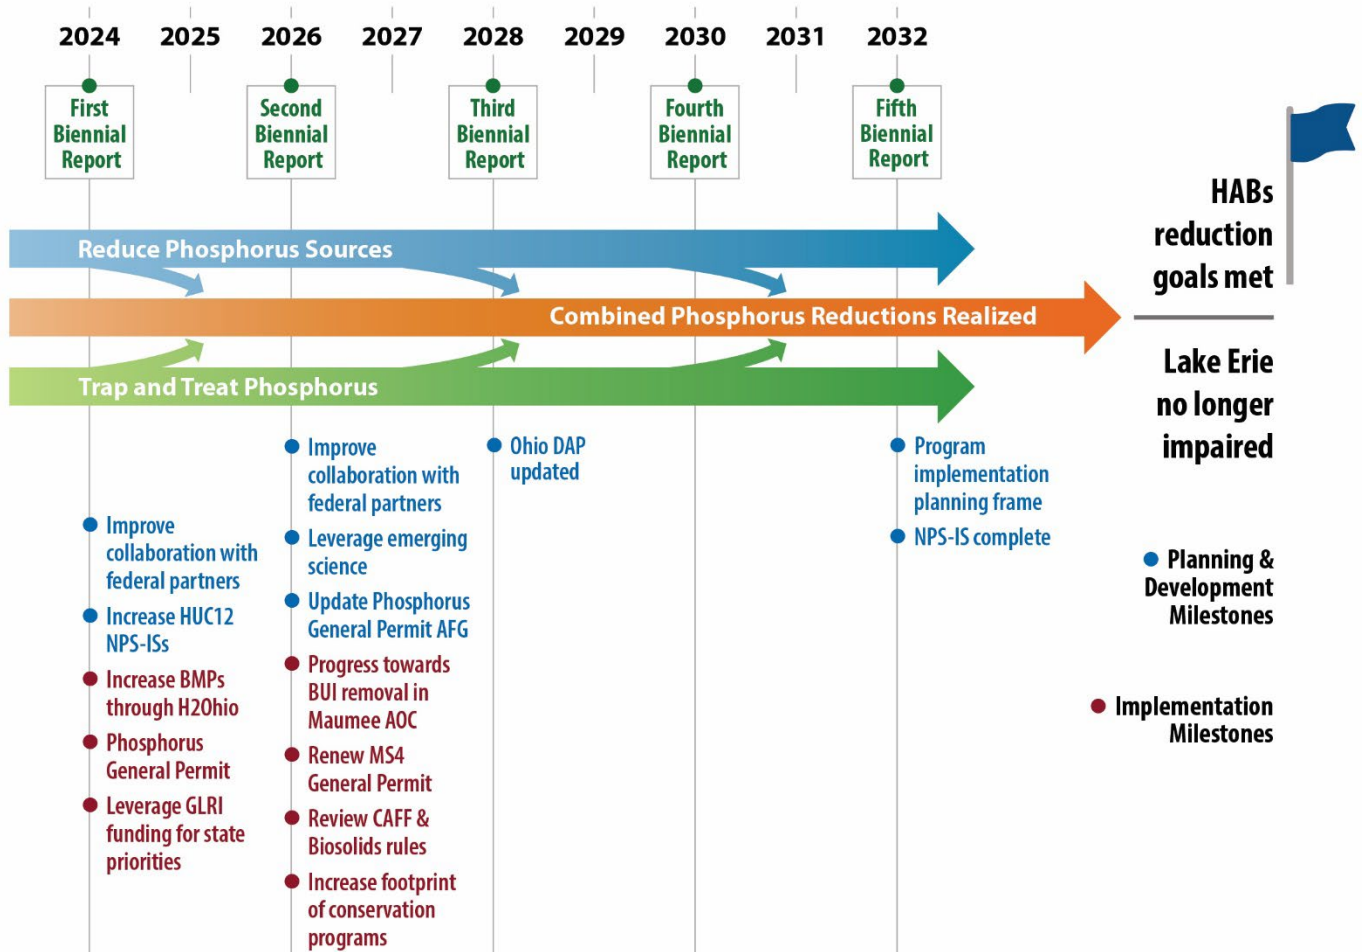 2024 2025 2026 2027 2028 2029 2030 2031 2032
First
Biennial
Report
Second
Biennial
Report
Third
Biennial
Report
Fourth
Biennial
Report
Fifth
Biennial
Report
HABs
reduction
goals met
Reduce Phosphorus Sources
Combined Phosphorus Reductions Realized
Trap and Treat Phosphorus
Lake Erie
no longer
impaired
Improve
collaboration with
federal partners
Increase HUC12
NPS-ISs
Increase BMPs
through H2Ohio
Phosphorus
General Permit
Leverage GLRI
funding for state
priorities
Improve
collaboration with
federal partners
Leverage emerging
science
Update Phosphorus
General Permit AFG
Progress towards
BUI removal in
Maumee AOC
Renew MS4
General Permit
Review CAFF &
Biosolids rules
Increase footprint
of conservation
programs
Ohio DAP
updated
Program
implementation
planning frame
NPS-IS complete
Planning &
Development
Milestones
Implementation
Milestones